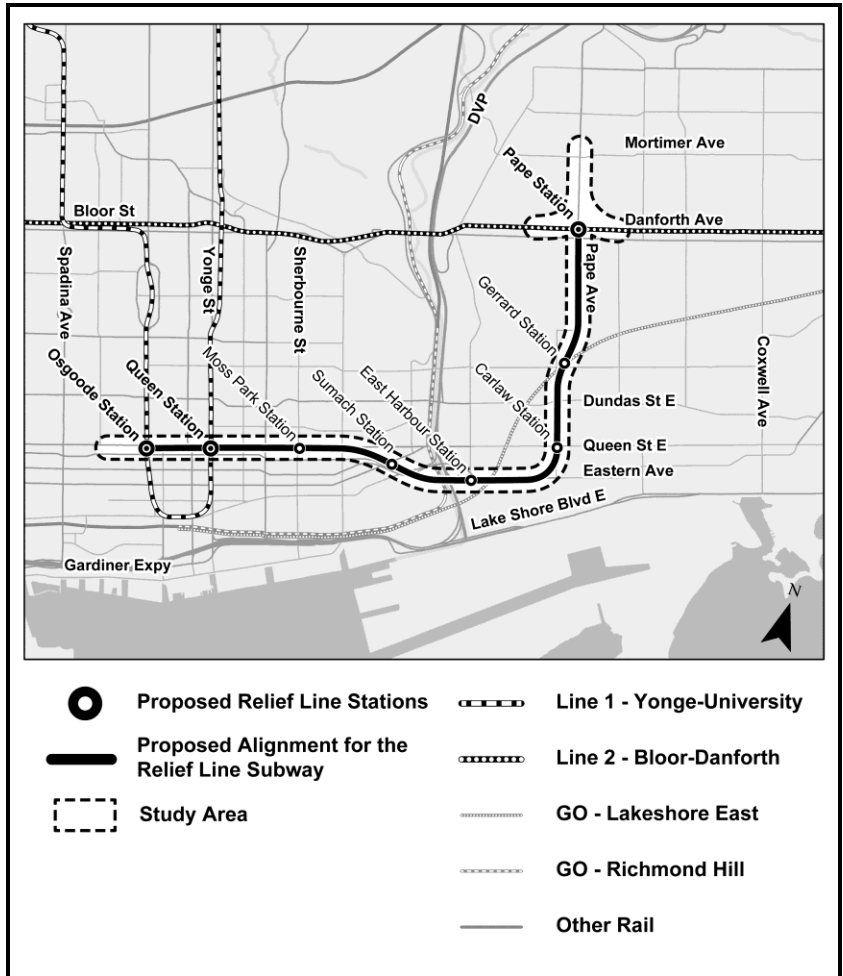 DVP
Mortimer Ave
Pape Station
Bloor St
Danforth Ave
Spadina Ave
Yonge St
Sherbourne St
Pape Ave
Gerrard Station
Osgoode Station
Queen Station
Moss Park Station
Sumach Station
East Harbour Station
Carlaw Station
Coxwell Ave
Dundas St E
Queen St E
Eastern Ave
Lake Shore Blvd E
Gardiner Expy
N
Proposed Relief Line Stations
Line 1 - Yonge-University
Proposed Alignment for the
Relief Line Subway
Line 2 - Bloor-Danforth
Study Area
GO - Lakeshore East
GO - Richmond Hill
Other Rail